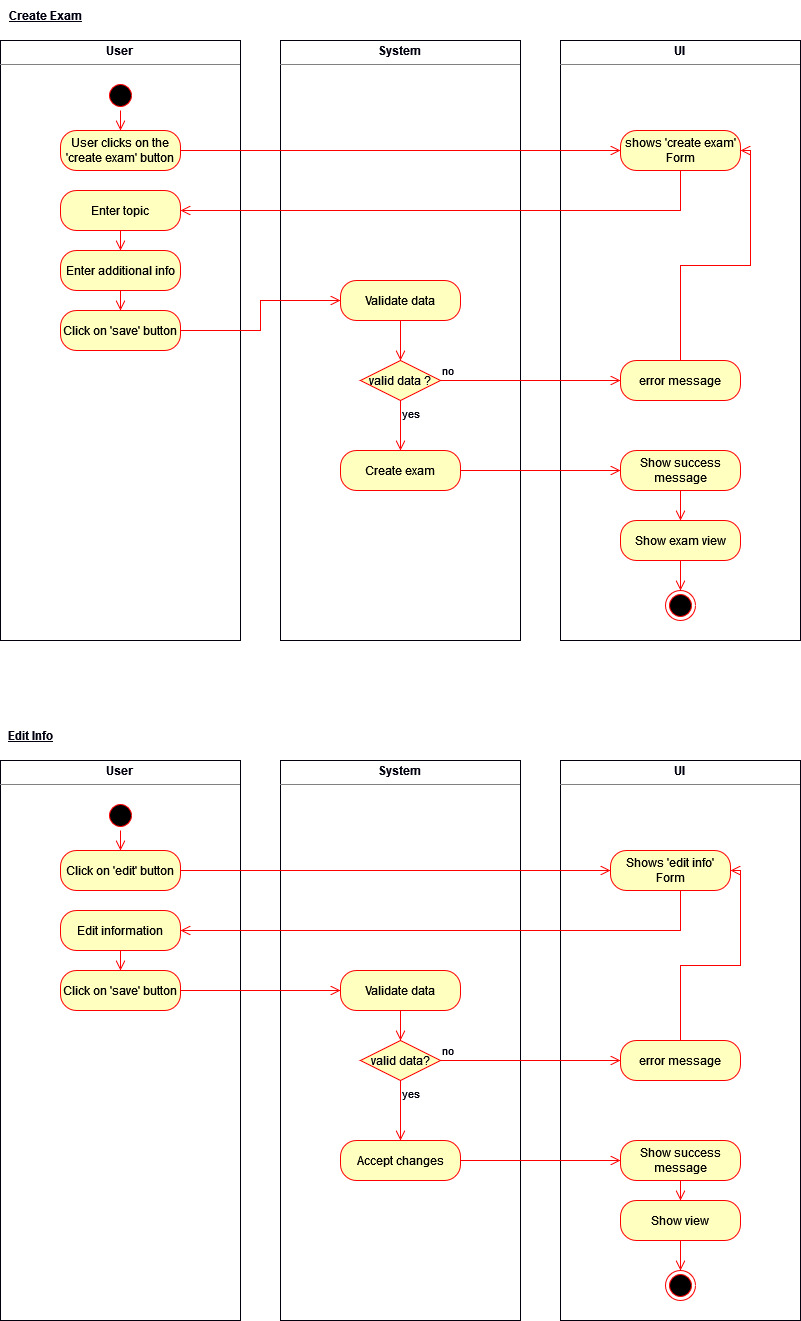 Create Exam
User
System
UI
User clicks on the
'create exam' button
shows 'create exam'
Form
Enter topic
Enter additional info
Click on 'save' button
Validate data
valid data ?
no
error message
yes
Create exam
Show success
message
Show exam view
Edit Info
User
System
UI
Click on 'edit' button
Shows 'edit info'
Form
Edit information
Click on 'save' button
Validate data
valid data?
no
error message
yes
Accept changes
Show success
message
Show view